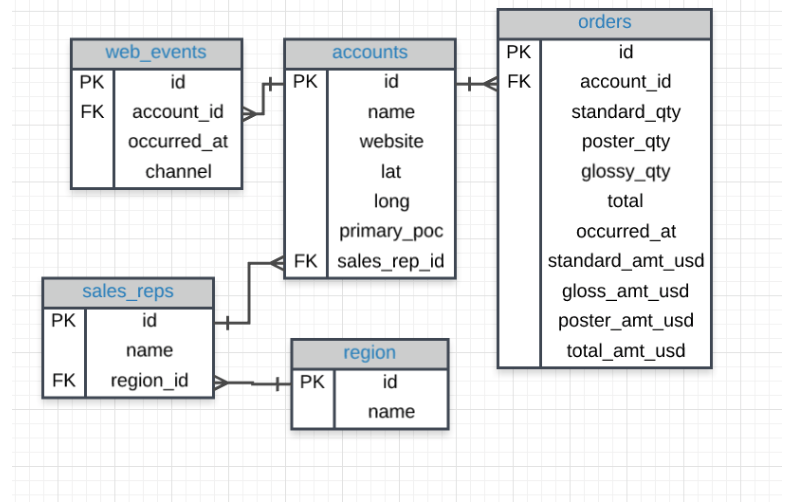 web_events
PK id
FK account_id
occurred_at
channel
accounts
PK id
name
website
lat
long
primary_poc
FK sales_rep_id
orders
PK id
FK account_id
standard_qty
poster_qty
glossy_qty
total
occurred_at
standard_amt_usd
gloss_amt_usd
poster_amt_usd
total_amt_usd
sales_reps
PK id
name
FK region_id
region
PK id
name